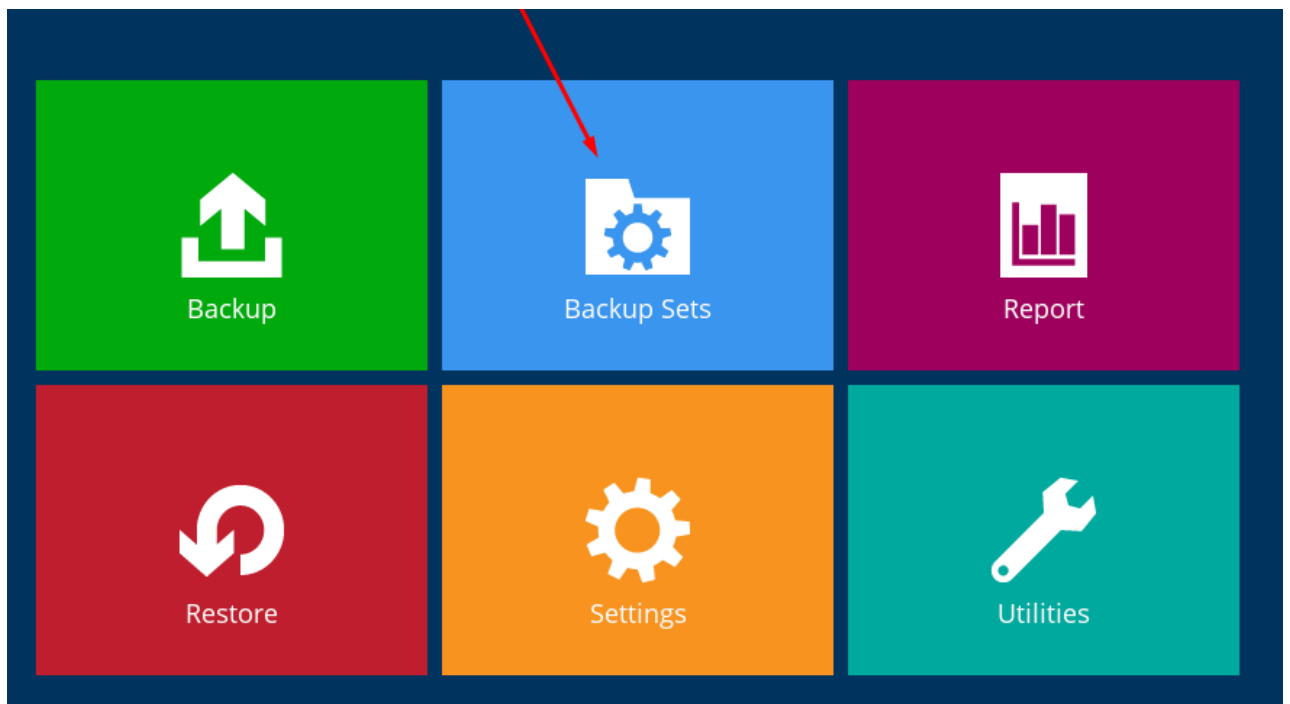 Backup
Backup Sets
Report
Restore
Settings
Utilities